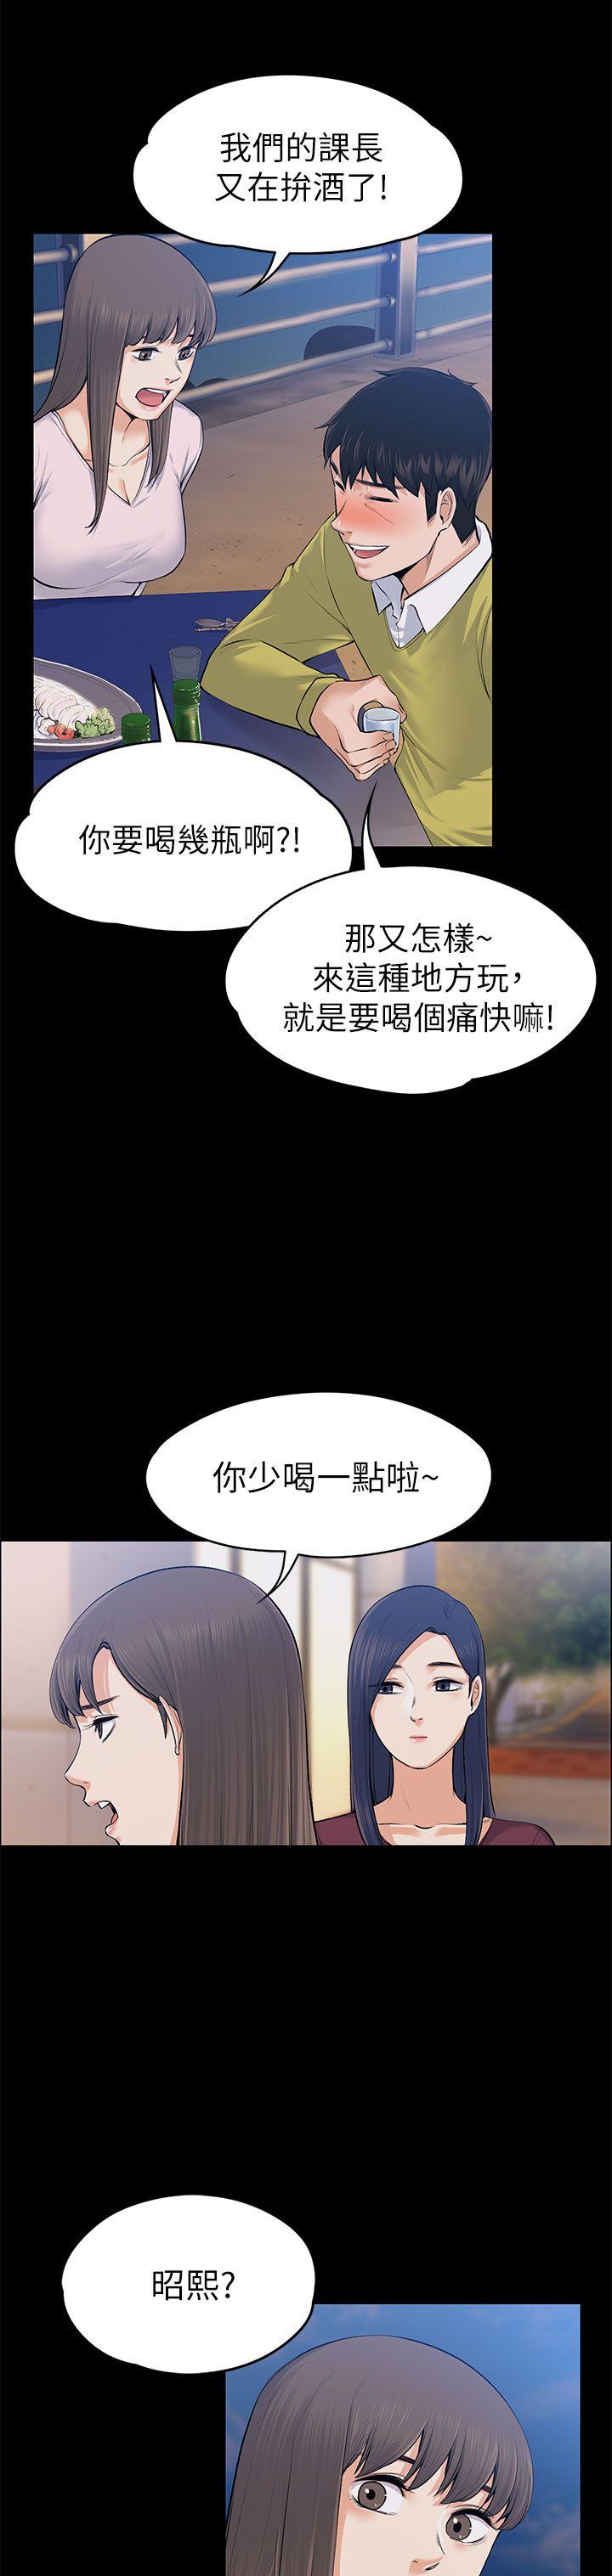 我們的課長
又在拚酒了!
你要喝幾瓶啊?!
那又怎樣~
來這種地方玩，
就是要喝個痛快嘛!
你少喝一點啦~
昭熙?